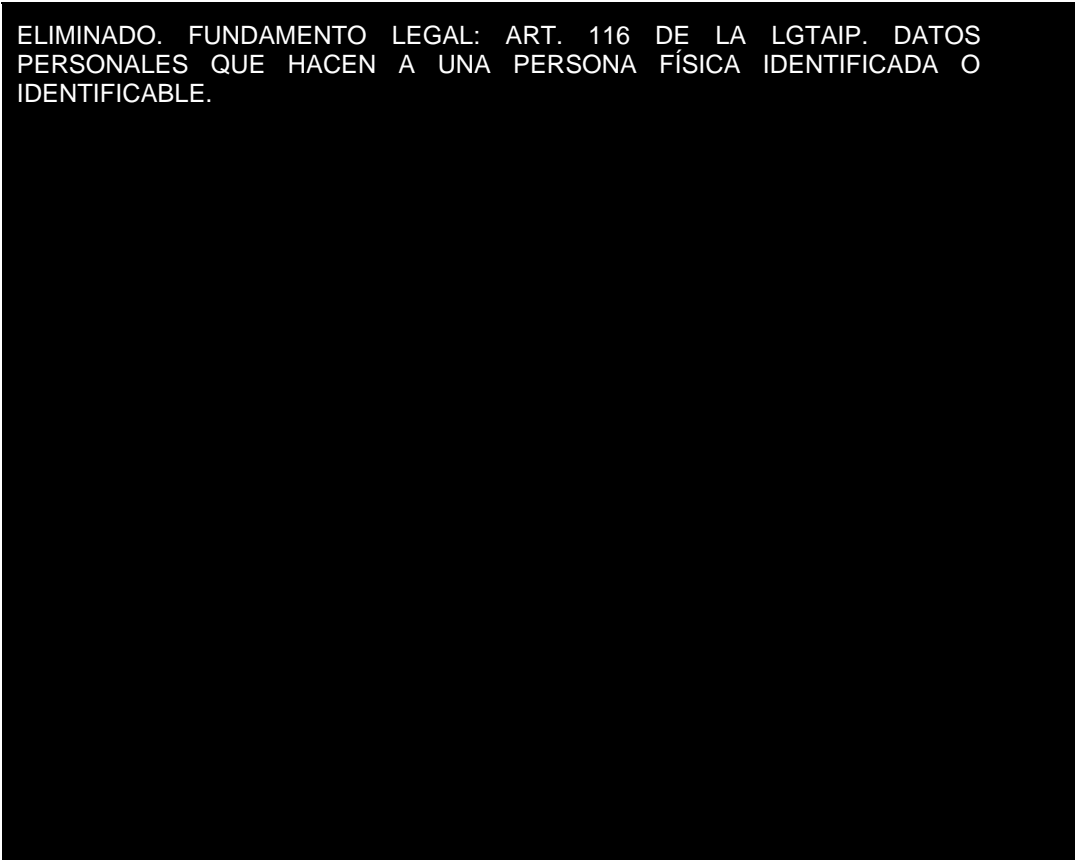 ELIMINADO. FUNDAMENTO LEGAL: ART. 116 DE LA LGTAIP. DATOS
PERSONALES QUE HACEN A UNA PERSONA FÍSICA IDENTIFICADA O
IDENTIFICABLE.